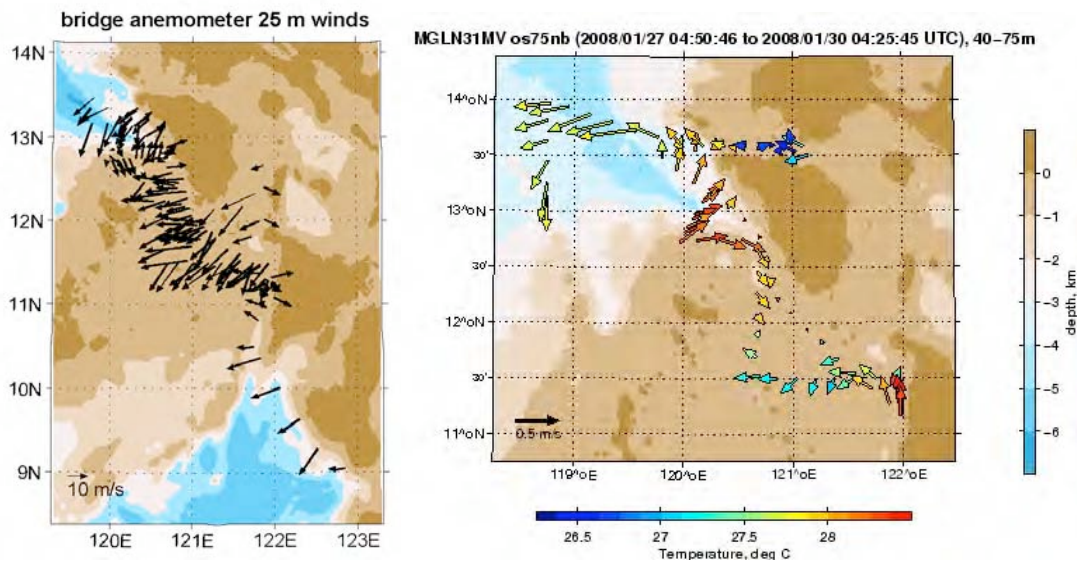 bridge anemometer 25 m winds
14N
13N
12N
11N
10N
9N
10 m/s
120E
121E
122E
123E
MGLN31MV os75nb (2008/01/27 04:50:46 to 2008/01/30 04:25:45 UTC), 40-75m
14^oN
30'
13^oN
30'
12^oN
30'
11^oN
0.5 m/s
119^oE
120^oE
121^oE
122^oE
0
-1
-2
-3
-4
-5
-6
depth, km
26.5
27
27.5
28
Temperature, deg C